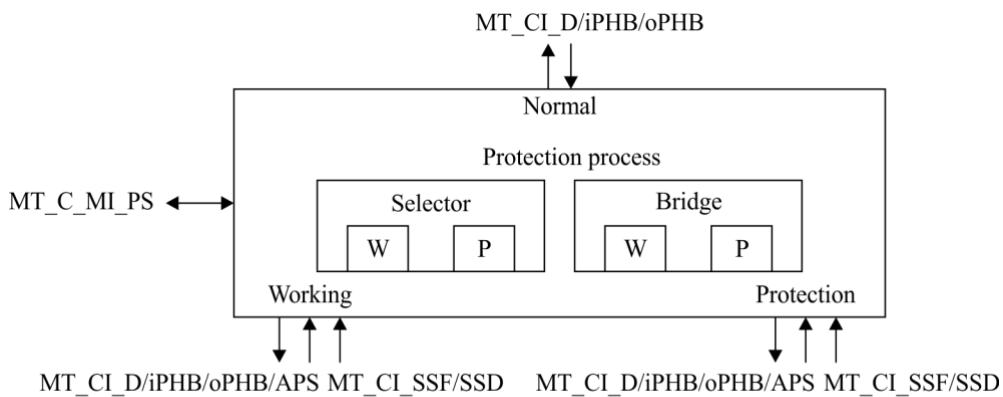 MT_CI_D/iPHB/oPHB
Normal
Protection process
MT_C_MI_PS
Selector
Bridge
W P W P
Working Protection
MT_CI_D/iPHB/oPHB/APS MT_CI_SSF/SSD MT_CI_D/iPHB/oPHB/APS MT_CI_SSF/SSD